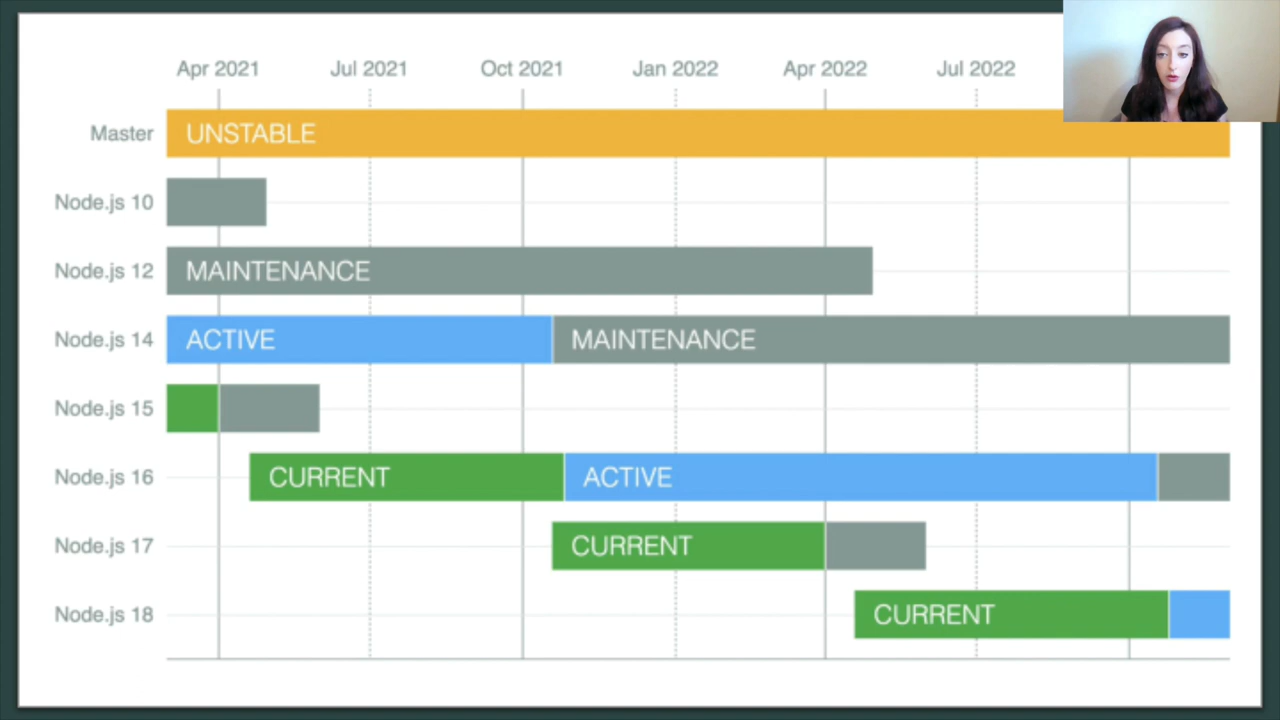 Apr 2021 Jul 2021 Oct 2021 Jan 2022 Apr 2022 Jul 2022
Master UNSTABLE
Node.js 10
Node.js 12 MAINTENANCE
Node.js 14 ACTIVE MAINTENANCE
Node.js 15
Node.js 16 CURRENT ACTIVE
Node.js 17 CURRENT
Node.js 18 CURRENT